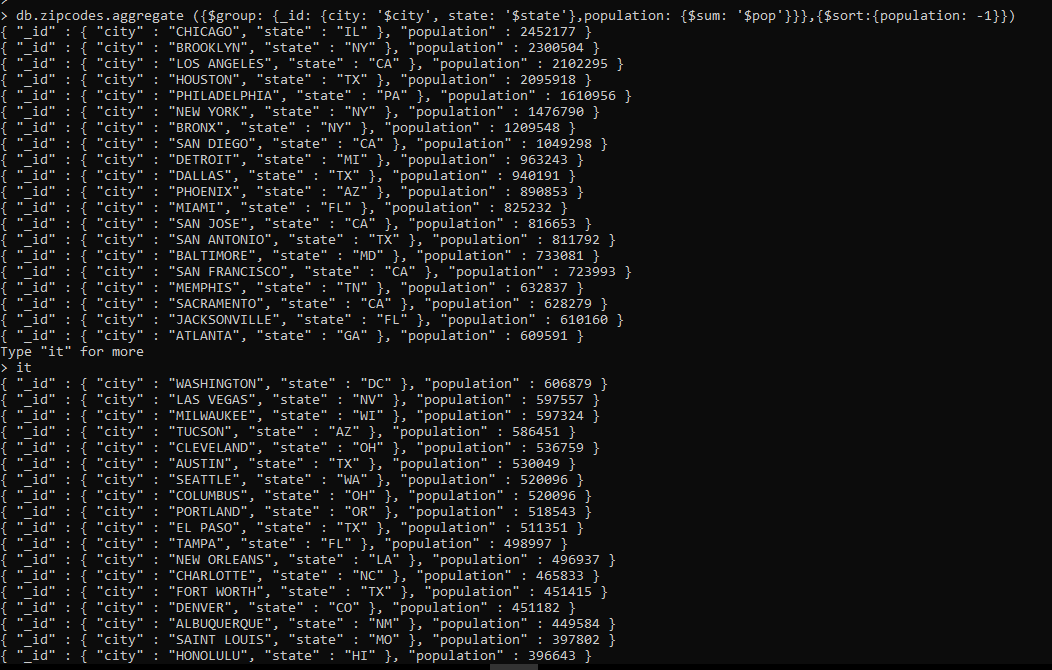 > db.zipcodes.aggregate ({$group: {_id: {city: '$city', state: '$state'},population: {$sum: '$pop'}}},{$sort:{population: -1}})
{ "_id" : { "city" : "CHICAGO", "state" : "IL" }, "population" : 2452177 }
{ "_id" : { "city" : "BROOKLYN", "state" : "NY" }, "population" : 2300504 }
{ "_id" : { "city" : "LOS ANGELES", "state" : "CA" }, "population" : 2102295 }
{ "_id" : { "city" : "HOUSTON", "state" : "TX" }, "population" : 2095918 }
{ "_id" : { "city" : "PHILADELPHIA", "state" : "PA" }, "population" : 1610956 }
{ "_id" : { "city" : "NEW YORK", "state" : "NY" }, "population" : 1476790 }
{ "_id" : { "city" : "BRONX", "state" : "NY" }, "population" : 1209548 }
{ "_id" : { "city" : "SAN DIEGO", "state" : "CA" }, "population" : 1049298 }
{ "_id" : { "city" : "DETROIT", "state" : "MI" }, "population" : 963243 }
{ "_id" : { "city" : "DALLAS", "state" : "TX" }, "population" : 940191 }
{ "_id" : { "city" : "PHOENIX", "state" : "AZ" }, "population" : 890853 }
{ "_id" : { "city" : "MIAMI", "state" : "FL" }, "population" : 825232 }
{ "_id" : { "city" : "SAN JOSE", "state" : "CA" }, "population" : 816653 }
{ "_id" : { "city" : "SAN ANTONIO", "state" : "TX" }, "population" : 811792 }
{ "_id" : { "city" : "BALTIMORE", "state" : "MD" }, "population" : 733081 }
{ "_id" : { "city" : "SAN FRANCISCO", "state" : "CA" }, "population" : 723993 }
{ "_id" : { "city" : "MEMPHIS", "state" : "TN" }, "population" : 632837 }
{ "_id" : { "city" : "SACRAMENTO", "state" : "CA" }, "population" : 628279 }
{ "_id" : { "city" : "JACKSONVILLE", "state" : "FL" }, "population" : 610160 }
{ "_id" : { "city" : "ATLANTA", "state" : "GA" }, "population" : 609591 }
Type "it" for more
> it
{ "_id" : { "city" : "WASHINGTON", "state" : "DC" }, "population" : 606879 }
{ "_id" : { "city" : "LAS VEGAS", "state" : "NV" }, "population" : 597557 }
{ "_id" : { "city" : "MILWAUKEE", "state" : "WI" }, "population" : 597324 }
{ "_id" : { "city" : "TUCSON", "state" : "AZ" }, "population" : 586451 }
{ "_id" : { "city" : "CLEVELAND", "state" : "OH" }, "population" : 536759 }
{ "_id" : { "city" : "AUSTIN", "state" : "TX" }, "population" : 530049 }
{ "_id" : { "city" : "SEATTLE", "state" : "WA" }, "population" : 520096 }
{ "_id" : { "city" : "COLUMBUS", "state" : "OH" }, "population" : 520096 }
{ "_id" : { "city" : "PORTLAND", "state" : "OR" }, "population" : 518543 }
{ "_id" : { "city" : "EL PASO", "state" : "TX" }, "population" : 511351 }
{ "_id" : { "city" : "TAMPA", "state" : "FL" }, "population" : 498997 }
{ "_id" : { "city" : "NEW ORLEANS", "state" : "LA" }, "population" : 496937 }
{ "_id" : { "city" : "CHARLOTTE", "state" : "NC" }, "population" : 465833 }
{ "_id" : { "city" : "FORT WORTH", "state" : "TX" }, "population" : 451415 }
{ "_id" : { "city" : "DENVER", "state" : "CO" }, "population" : 451182 }
{ "_id" : { "city" : "ALBUQUERQUE", "state" : "NM" }, "population" : 449584 }
{ "_id" : { "city" : "SAINT LOUIS", "state" : "MO" }, "population" : 397802 }
{ "_id" : { "city" : "HONOLULU", "state" : "HI" }, "population" : 396643 }